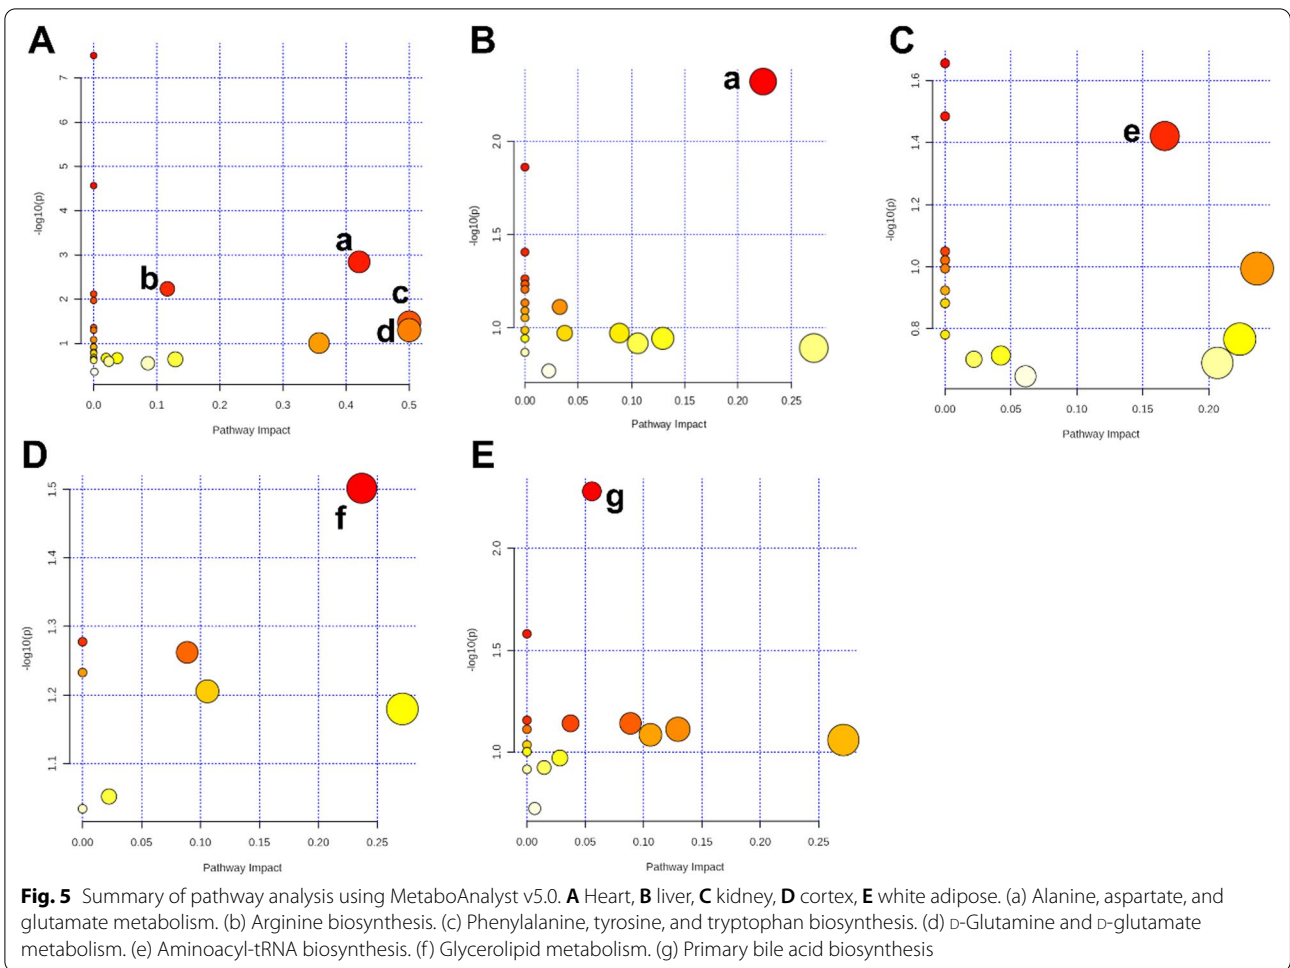 A
B
C
7
6
5
4
3
2
1
-log10(p)
a
b
c
d
0.0 0.1 0.2 0.3 0.4 0.5
Pathway Impact
2.0
1.5
1.0
-log10(p)
a
0.00 0.05 0.10 0.15 0.20 0.25
Pathway Impact
1.6
1.4
1.2
1.0
0.8
-log10(p)
e
0.00 0.05 0.10 0.15 0.20
Pathway Impact
D
E
1.5
1.4
1.3
1.2
1.1
-log10(p)
f
0.00 0.05 0.10 0.15 0.20 0.25
Pathway Impact
2.0
1.5
1.0
-log10(p)
g
0.00 0.05 0.10 0.15 0.20 0.25
Pathway Impact
Fig. 5 Summary of pathway analysis using MetaboAnalyst v5.0. A Heart, B liver, C kidney, D cortex, E white adipose. (a) Alanine, aspartate, and
glutamate metabolism. (b) Arginine biosynthesis. (c) Phenylalanine, tyrosine, and tryptophan biosynthesis. (d) D-Glutamine and D-glutamate
metabolism. (e) Aminoacyl-tRNA biosynthesis. (f) Glycerolipid metabolism. (g) Primary bile acid biosynthesis